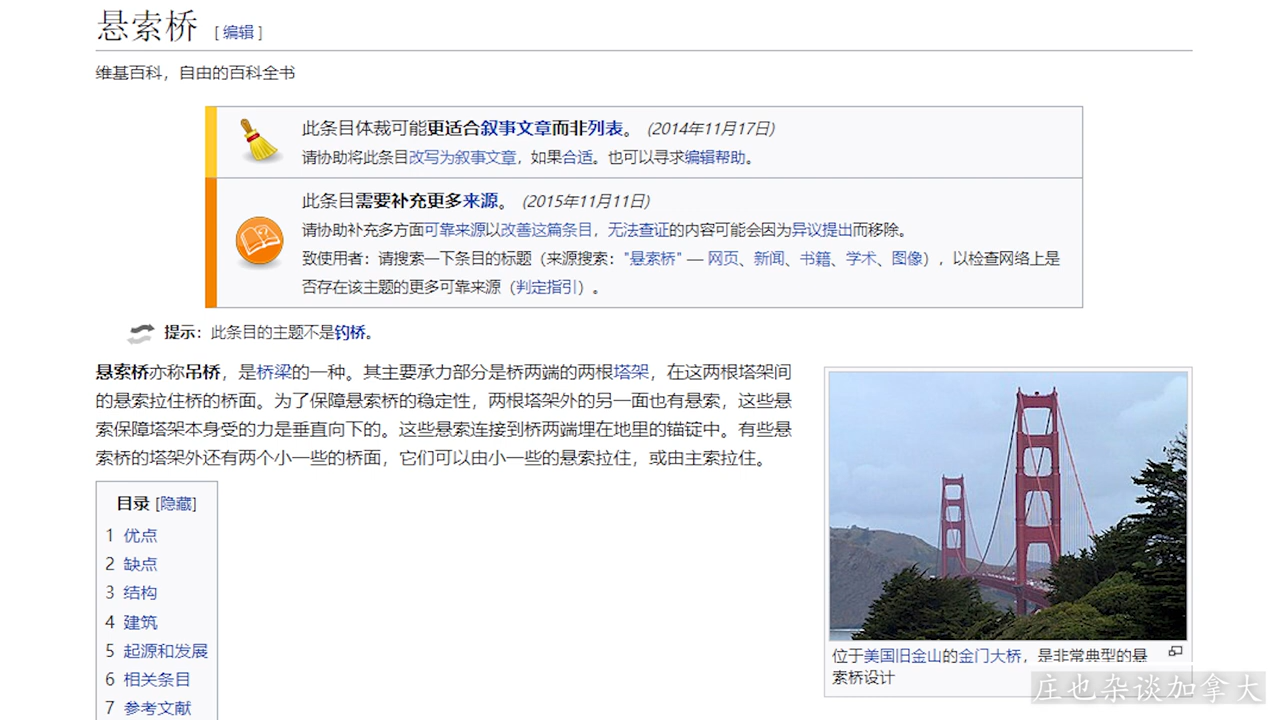 悬索桥 [编辑]
维基百科，自由的百科全书
此条目体裁可能更适合叙事文章而非列表。 (2014年11月17日)
请协助将此条目改写为叙事文章，如果合适。也可以寻求编辑帮助。
此条目需要补充更多来源。 (2015年11月11日)
请协助补充多方面可靠来源以改善这篇条目，无法查证的内容可能会因为异议提出而移除。
致使用者：请搜索一下条目的标题（来源搜索："悬索桥" — 网页、新闻、书籍、学术、图像），以检查网络上是
否存在该主题的更多可靠来源（判定指引）。
提示：此条目的主题不是钓桥。
悬索桥亦称吊桥，是桥梁的一种。其主要承力部分是桥两端的两根塔架，在这两根塔架间
的悬索拉住桥的桥面。为了保障悬索桥的稳定性，两根塔架外的另一面也有悬索，这些悬
索保障塔架本身受的力是垂直向下的。这些悬索连接到桥两端埋在地里的锚锭中。有些悬
索桥的塔架外还有两个小一些的桥面，它们可以由小一些的悬索拉住，或由主索拉住。
目录 [隐藏]
1 优点
2 缺点
3 结构
4 建筑
5 起源和发展
6 相关条目
7 参考文献
位于美国旧金山的金门大桥，是非常典型的悬
索桥设计
庄也杂谈加拿大